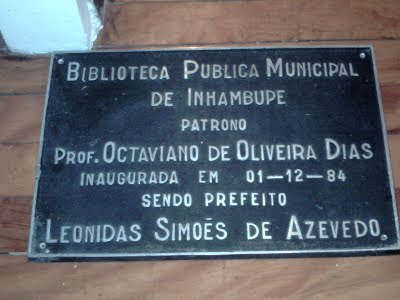 BIBLIOTECA PUBLICA MUNICIPAL
DE INHAMBUPE
PATRONO
PROF. OCTAVIANO DE OLIVEIRA DIAS
INAUGURADA EM 01-12-84
SENDO PREFEITO
LEONIDAS SIMOÊS DE AZEVEDO.